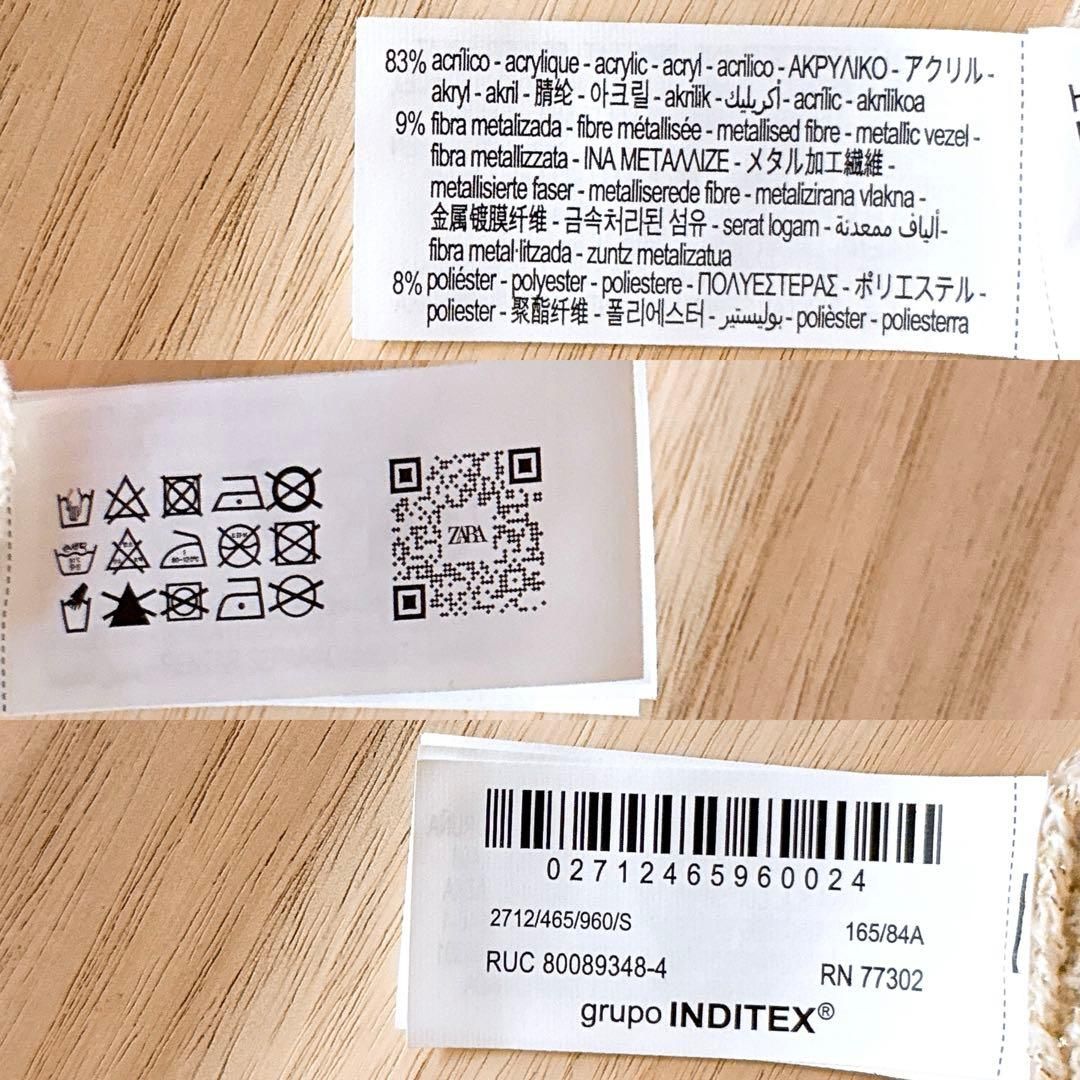 83% acrílico - acrylique - acrylic - acryl - acrilico - ΑΚΡΥΛΙΚΟ - アクリル -
akryl - akril - 腈纶 - 아크릴 - akrilik - أكريليك - acrílic - akrilikoa
9% fibra metalizada - fibre métallisée - metallised fibre - metallic vezel -
fibra metallizzata - ΙΝΑ ΜΕΤΑΛΛΙΖΕ - メタル加工繊維 -
metallisierte faser - metalliserede fibre - metalizirana vlakna -
金属镀膜纤维 - 금속처리된 섬유 - serat logam - ألياف ممعدنة-
fibra metal·litzada - zuntz metalizatua
8% poliéster - polyester - poliestere - ΠΟΛΥΕΣΤΕΡΑΣ - ポリエステル -
poliester - 聚酯纤维 - 폴리에스터 - بوليستير - polièster - poliesterra
ZARA
02712465960024
2712/465/960/S 165/84A
RUC 80089348-4 RN 77302
grupo INDITEX®